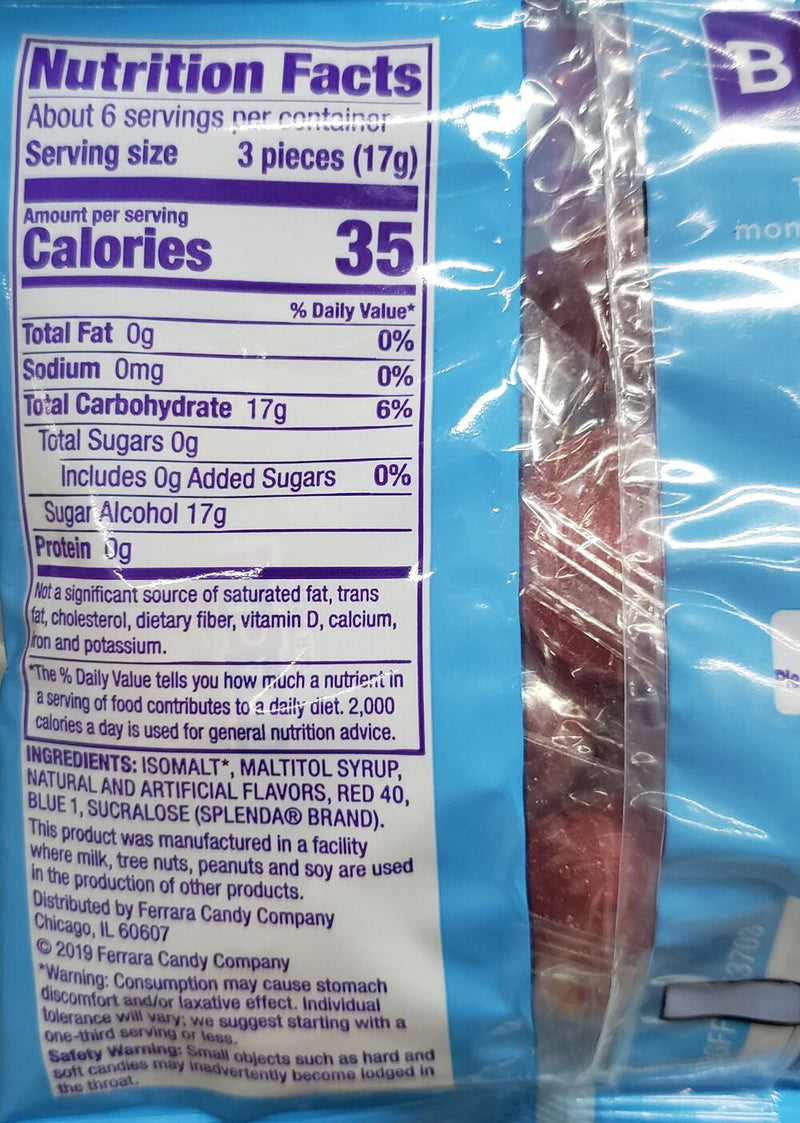 Nutrition Facts
About 6 servings per container
Serving size 3 pieces (17g)
Amount per serving
Calories 35
% Daily Value*
Total Fat 0g 0%
Sodium 0mg 0%
Total Carbohydrate 17g 6%
Total Sugars 0g
Includes 0g Added Sugars 0%
Sugar Alcohol 17g
Protein 0g
Not a significant source of saturated fat, trans
fat, cholesterol, dietary fiber, vitamin D, calcium,
iron and potassium.
*The % Daily Value tells you how much a nutrient in
a serving of food contributes to a daily diet. 2,000
calories a day is used for general nutrition advice.
INGREDIENTS: ISOMALT*, MALTITOL SYRUP,
NATURAL AND ARTIFICIAL FLAVORS, RED 40,
BLUE 1, SUCRALOSE (SPLENDA® BRAND).
This product was manufactured in a facility
where milk, tree nuts, peanuts and soy are used
in the production of other products.
Distributed by Ferrara Candy Company
Chicago, IL 60607
© 2019 Ferrara Candy Company
*Warning: Consumption may cause stomach
discomfort and/or laxative effect. Individual
tolerance will vary; we suggest starting with a
one-third serving or less.
Safety Warning: Small objects such as hard and
soft candies may inadvertently become lodged in
the throat.
B
mom
3703